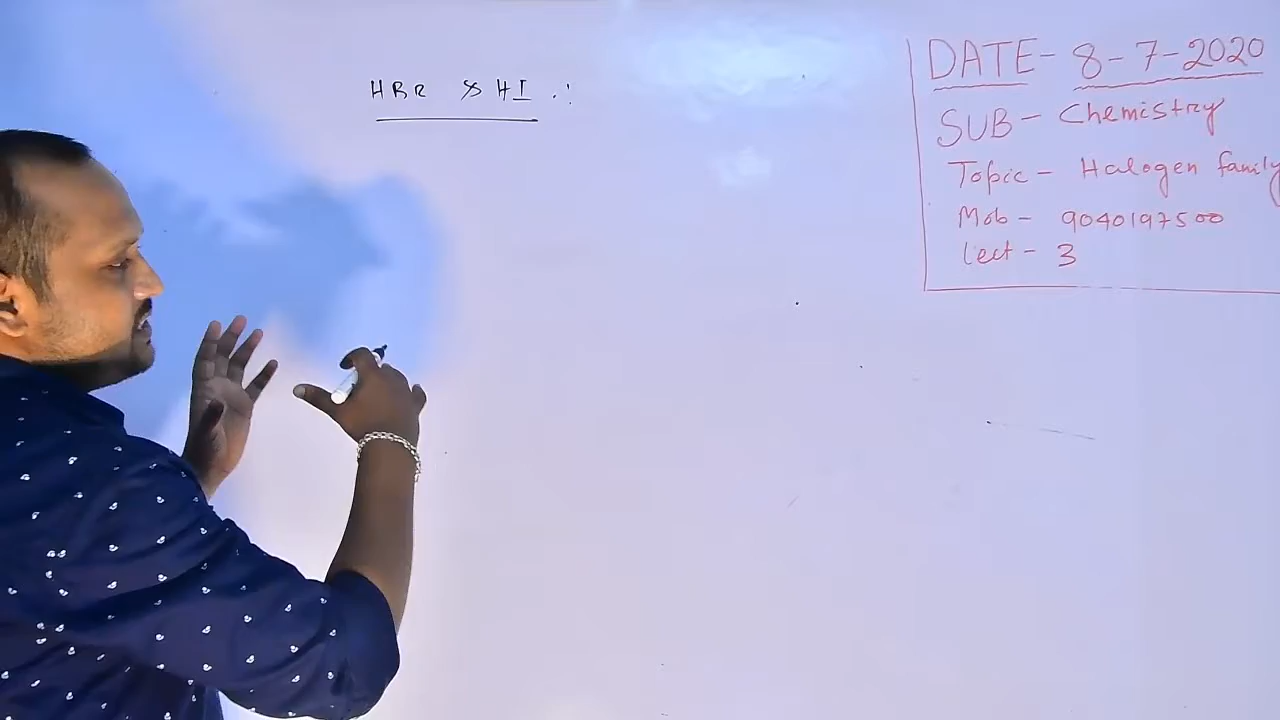 HBr & HI :
DATE- 8-7-2020
SUB - Chemistry
Topic - Halogen family
Mob - 9040197500
lect - 3